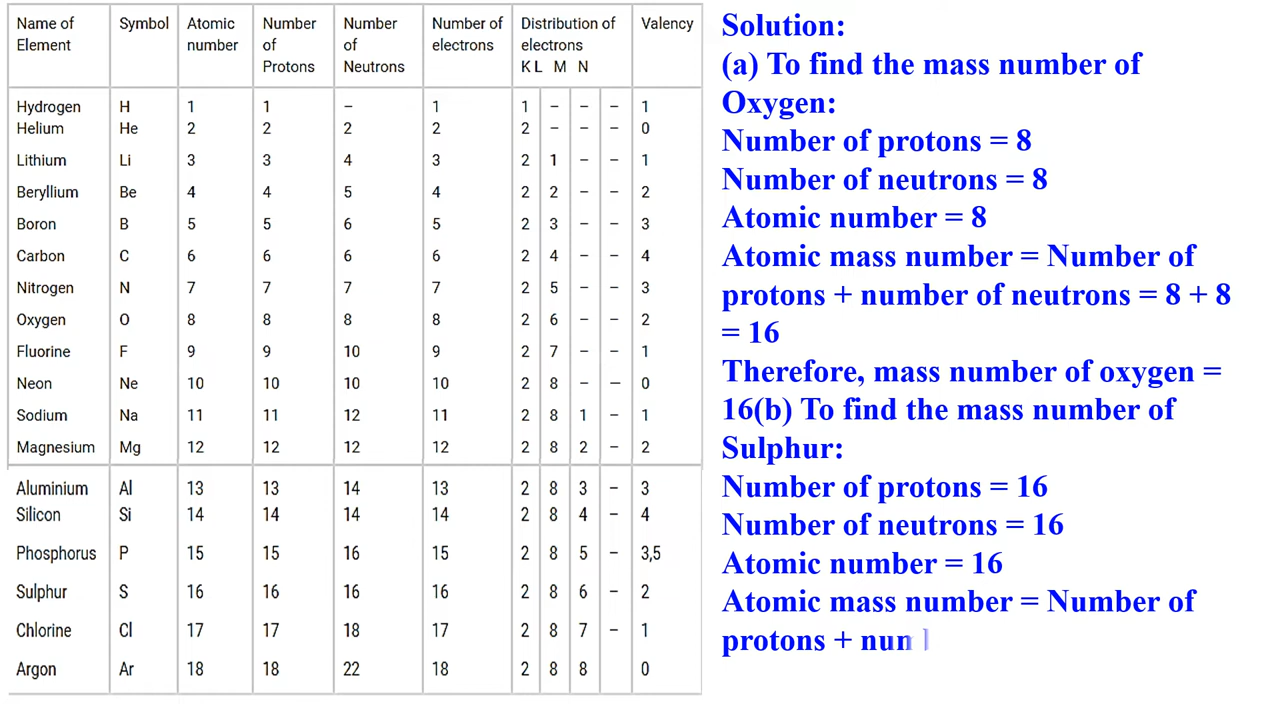 Name of Element Symbol Atomic number Number of Protons Number of Neutrons Number of electrons Distribution of electrons K L M N Valency
Hydrogen H 1 1 – 1 1 – – – 1
Helium He 2 2 2 2 2 – – – 0
Lithium Li 3 3 4 3 2 1 – – 1
Beryllium Be 4 4 5 4 2 2 – – 2
Boron B 5 5 6 5 2 3 – – 3
Carbon C 6 6 6 6 2 4 – – 4
Nitrogen N 7 7 7 7 2 5 – – 3
Oxygen O 8 8 8 8 2 6 – – 2
Fluorine F 9 9 10 9 2 7 – – 1
Neon Ne 10 10 10 10 2 8 – – 0
Sodium Na 11 11 12 11 2 8 1 – 1
Magnesium Mg 12 12 12 12 2 8 2 – 2
Aluminium Al 13 13 14 13 2 8 3 – 3
Silicon Si 14 14 14 14 2 8 4 – 4
Phosphorus P 15 15 16 15 2 8 5 – 3,5
Sulphur S 16 16 16 16 2 8 6 – 2
Chlorine Cl 17 17 18 17 2 8 7 – 1
Argon Ar 18 18 22 18 2 8 8 0
Solution:
(a) To find the mass number of
Oxygen:
Number of protons = 8
Number of neutrons = 8
Atomic number = 8
Atomic mass number = Number of
protons + number of neutrons = 8 + 8
= 16
Therefore, mass number of oxygen =
16(b) To find the mass number of
Sulphur:
Number of protons = 16
Number of neutrons = 16
Atomic number = 16
Atomic mass number = Number of
protons +